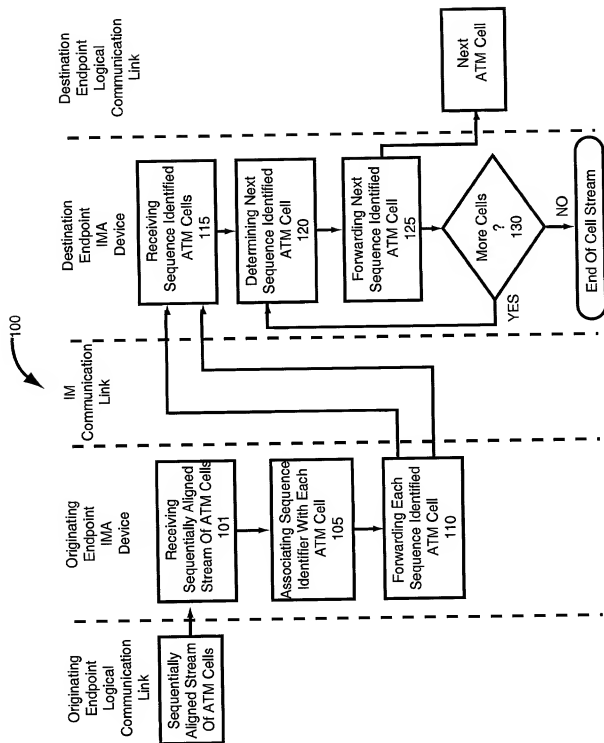 100
Originating
Endpoint
Logical
Communication
Link
Originating
Endpoint
IMA
Device
IM
Communication
Link
Destination
Endpoint
IMA
Device
Destination
Endpoint
Logical
Communication
Link
Sequentially
Aligned Stream
Of ATM Cells
Receiving
Sequentially Aligned
Stream Of ATM Cells
101
Associating Sequence
Identifier With Each
ATM Cell
105
Forwarding Each
Sequence Identified
ATM Cell
110
Receiving
Sequence Identified
ATM Cells
115
Determining Next
Sequence Identified
ATM Cell
120
Forwarding Next
Sequence Identified
ATM Cell
125
More Cells
?
130
YES
NO
End Of Cell Stream
Next
ATM Cell